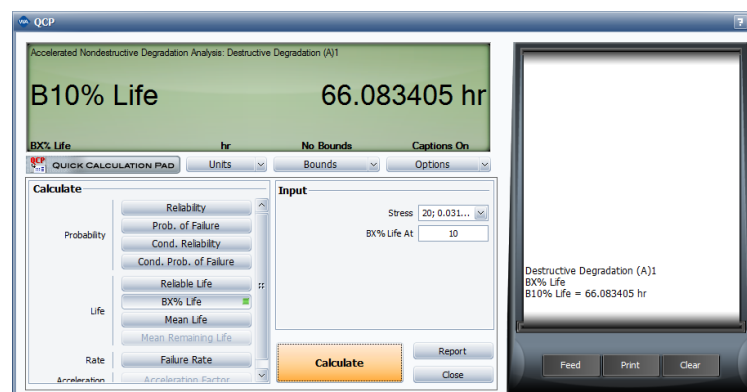 QCP
?
Accelerated Nondestructive Degradation Analysis: Destructive Degradation (A)1
B10% Life 66.083405 hr
BX% Life hr No Bounds Captions On
QCP QUICK CALCULATION PAD Units Bounds Options
Calculate
Probability
Reliability
Prob. of Failure
Cond. Reliability
Cond. Prob. of Failure
Life
Reliable Life
BX% Life
Mean Life
Mean Remaining Life
Rate
Failure Rate
Acceleration
Acceleration Factor
Input
Stress 20; 0.031...
BX% Life At 10
Calculate
Report
Close
Destructive Degradation (A)1
BX% Life
B10% Life = 66.083405 hr
Feed Print Clear